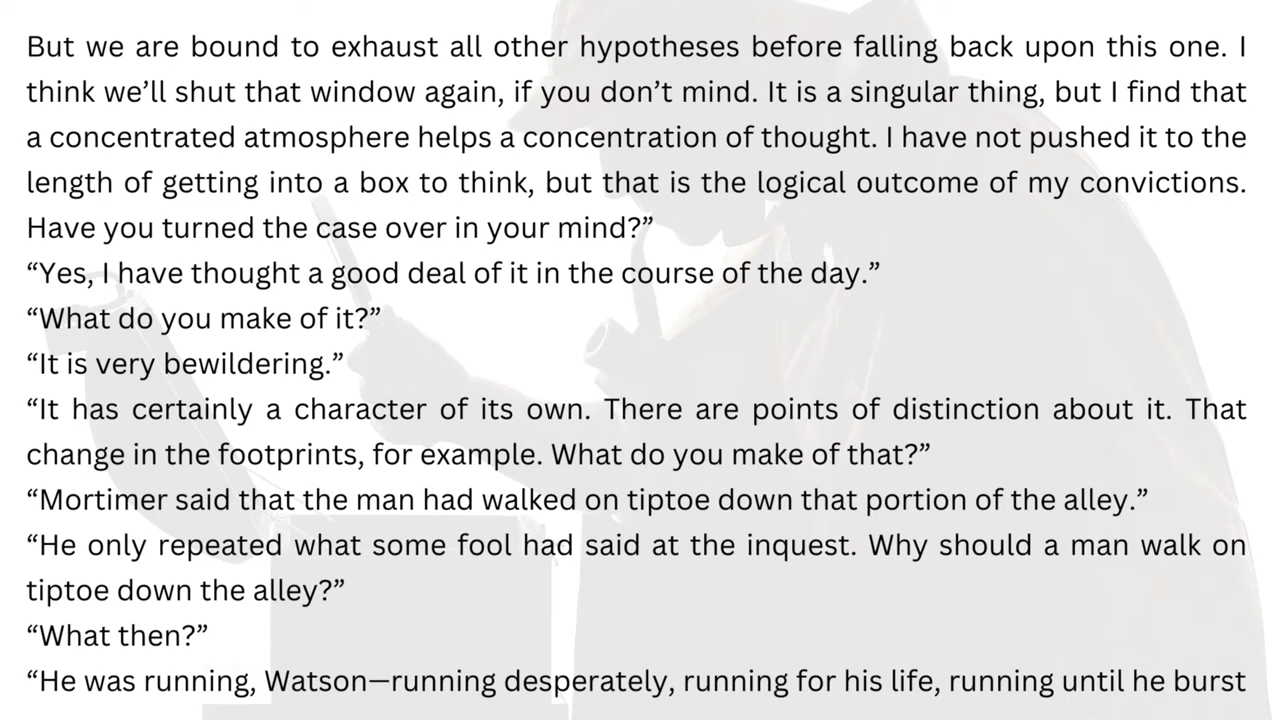 But we are bound to exhaust all other hypotheses before falling back upon this one. I
think we’ll shut that window again, if you don’t mind. It is a singular thing, but I find that
a concentrated atmosphere helps a concentration of thought. I have not pushed it to the
length of getting into a box to think, but that is the logical outcome of my convictions.
Have you turned the case over in your mind?”
“Yes, I have thought a good deal of it in the course of the day.”
“What do you make of it?”
“It is very bewildering.”
“It has certainly a character of its own. There are points of distinction about it. That
change in the footprints, for example. What do you make of that?”
“Mortimer said that the man had walked on tiptoe down that portion of the alley.”
“He only repeated what some fool had said at the inquest. Why should a man walk on
tiptoe down the alley?”
“What then?”
“He was running, Watson—running desperately, running for his life, running until he burst